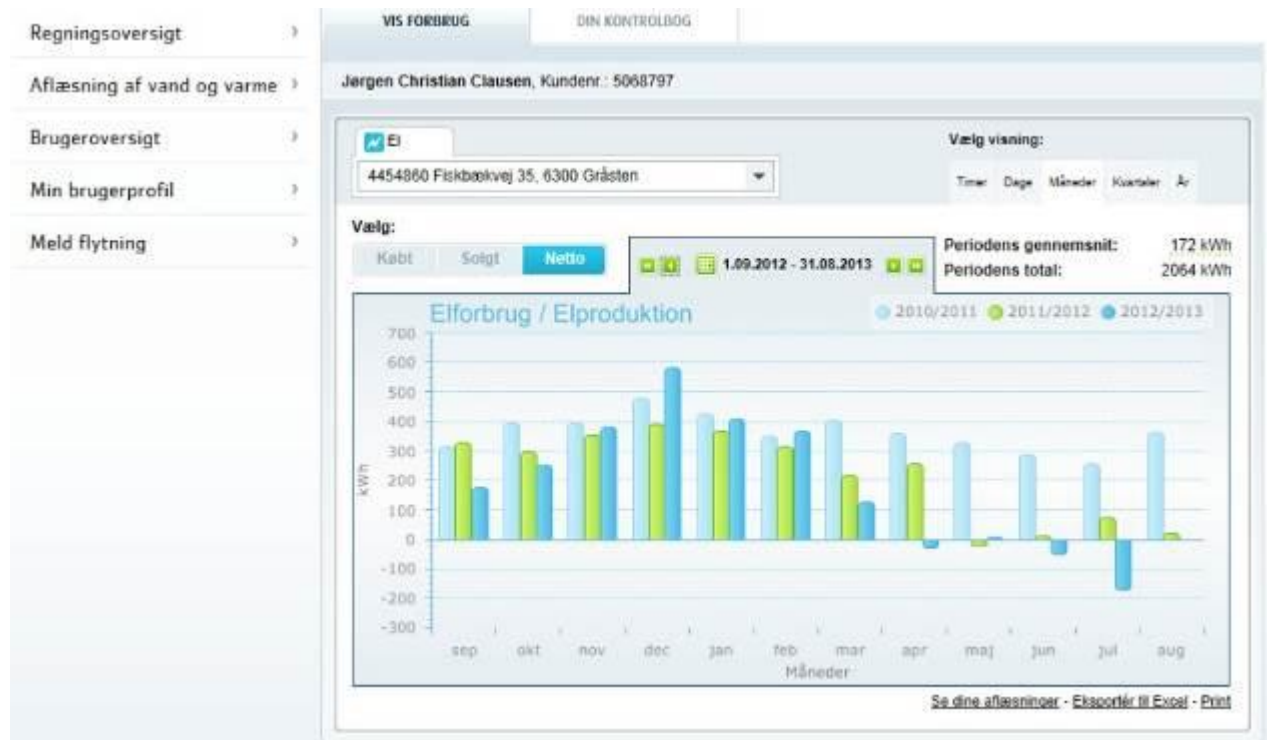 Regningsoversigt
Aflæsning af vand og varme
Brugeroversigt
Min brugerprofil
Meld flytning
VIS FORBRUG
DIN KONTROLBOG
Jørgen Christian Clausen, Kundenr.: 5068797
El
Vælg visning:
4454860 Fiskbækvej 35, 6300 Gråsten
Timer Dage Måneder Kvartaler År
Vælg:
Købt Solgt Netto
1.09.2012 - 31.08.2013
Periodens gennemsnit: 172 kWh
Periodens total: 2064 kWh
Elforbrug / Elproduktion
2010/2011 2011/2012 2012/2013
700
600
500
400
300
200
100
0
-100
-200
-300
kWh
sep okt nov dec jan feb mar apr maj jun jul aug
Måneder
Se dine aflæsninger - Eksportér til Excel - Print